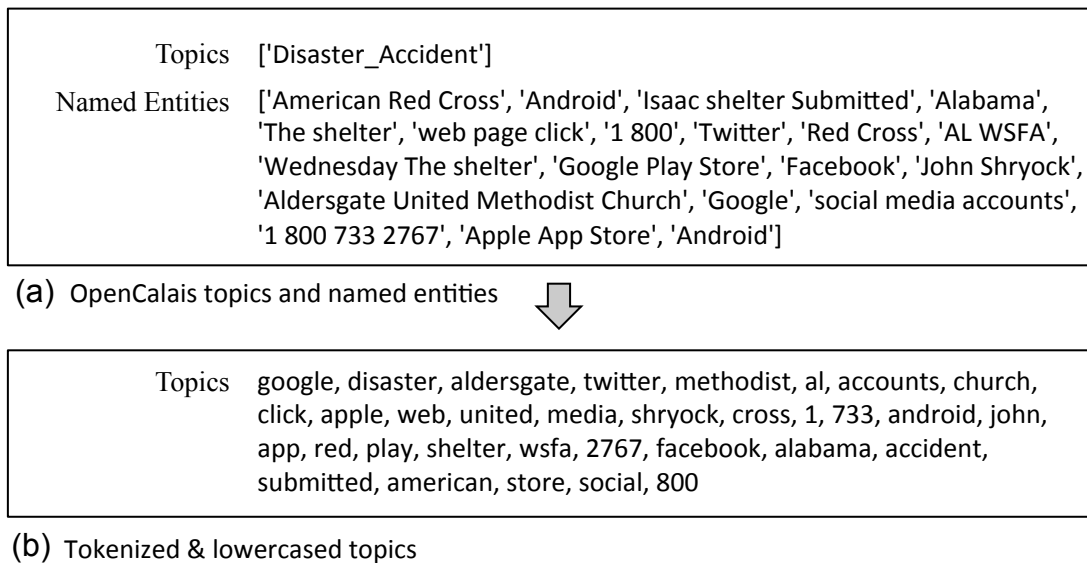 Topics ['Disaster_Accident']
Named Entities ['American Red Cross', 'Android', 'Isaac shelter Submitted', 'Alabama',
'The shelter', 'web page click', '1 800', 'Twitter', 'Red Cross', 'AL WSFA',
'Wednesday The shelter', 'Google Play Store', 'Facebook', 'John Shryock',
'Aldersgate United Methodist Church', 'Google', 'social media accounts',
'1 800 733 2767', 'Apple App Store', 'Android']
(a) OpenCalais topics and named entities
Topics google, disaster, aldersgate, twitter, methodist, al, accounts, church,
click, apple, web, united, media, shryock, cross, 1, 733, android, john,
app, red, play, shelter, wsfa, 2767, facebook, alabama, accident,
submitted, american, store, social, 800
(b) Tokenized & lowercased topics